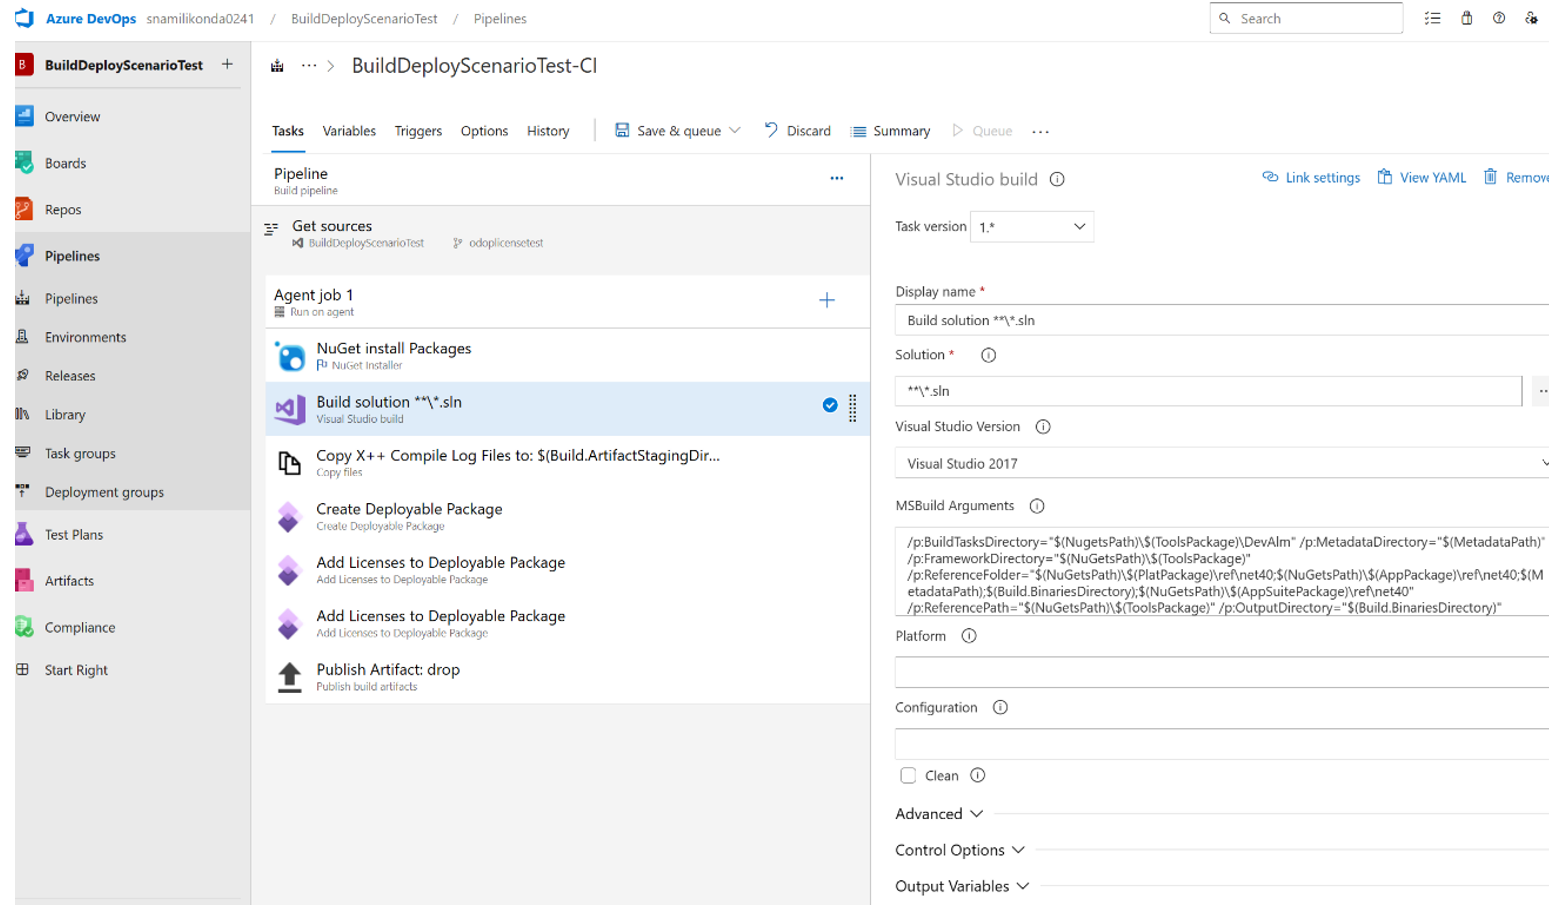 Azure DevOps snamilikonda0241 / BuildDeployScenarioTest / Pipelines
Search
B BuildDeployScenarioTest +
Overview
Boards
Repos
Pipelines
Pipelines
Environments
Releases
Library
Task groups
Deployment groups
Test Plans
Artifacts
Compliance
Start Right
··· > BuildDeployScenarioTest-CI
Tasks Variables Triggers Options History Save & queue Discard Summary Queue ···
Pipeline
Build pipeline
···
Get sources
BuildDeployScenarioTest odoplicensetest
Agent job 1
Run on agent
+
NuGet install Packages
NuGet Installer
Build solution **\*.sln
Visual Studio build
Copy X++ Compile Log Files to: $(Build.ArtifactStagingDir...
Copy files
Create Deployable Package
Create Deployable Package
Add Licenses to Deployable Package
Add Licenses to Deployable Package
Add Licenses to Deployable Package
Add Licenses to Deployable Package
Publish Artifact: drop
Publish build artifacts
Visual Studio build Link settings View YAML Remove
Task version 1.*
Display name *
Build solution **\*.sln
Solution *
**\*.sln
Visual Studio Version
Visual Studio 2017
MSBuild Arguments
/p:BuildTasksDirectory="$(NugetsPath)\$(ToolsPackage)\DevAlm" /p:MetadataDirectory="$(MetadataPath)"
/p:FrameworkDirectory="$(NuGetsPath)\$(ToolsPackage)"
/p:ReferenceFolder="$(NuGetsPath)\$(PlatPackage)\ref\net40;$(NuGetsPath)\$(AppPackage)\ref\net40;$(M
etadataPath);$(Build.BinariesDirectory);$(NuGetsPath)\$(AppSuitePackage)\ref\net40"
/p:ReferencePath="$(NuGetsPath)\$(ToolsPackage)" /p:OutputDirectory="$(Build.BinariesDirectory)"
Platform
Configuration
Clean
Advanced
Control Options
Output Variables